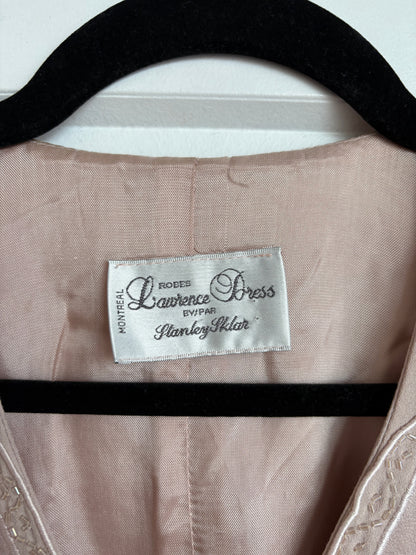 MONTREAL
ROBES
Lawrence Dress
BY/PAR
Stanley Sklar